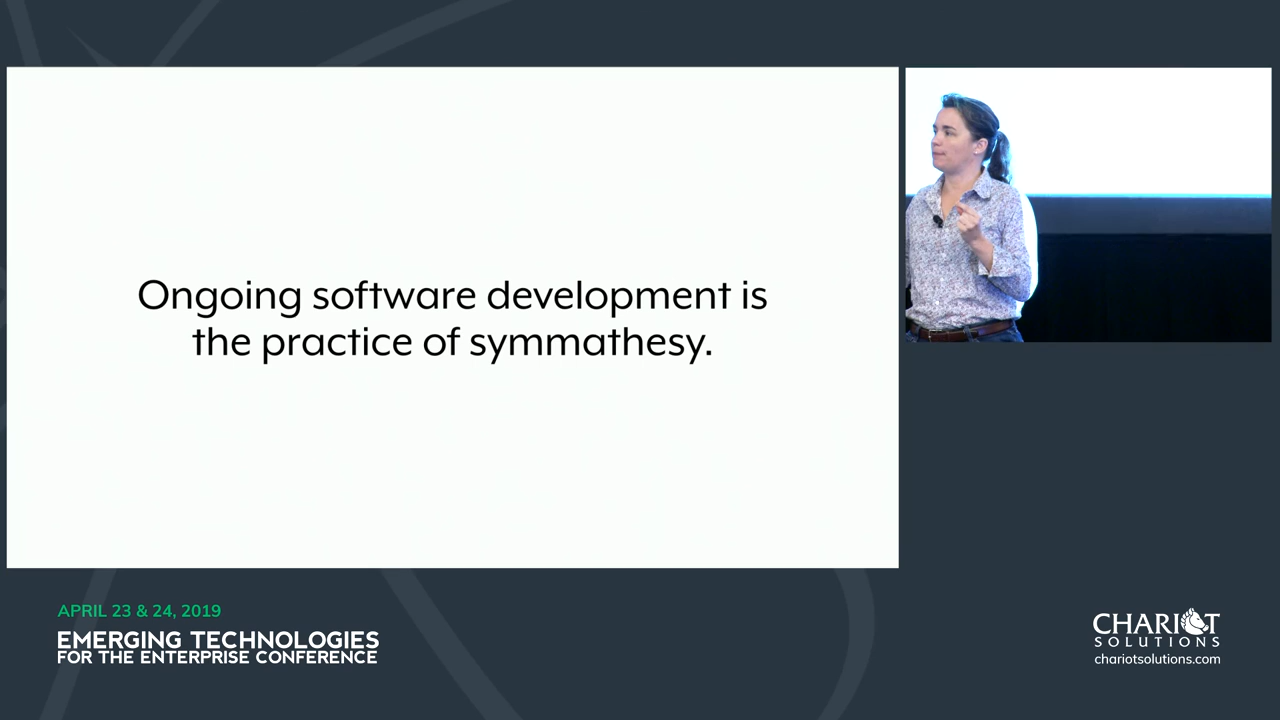 Ongoing software development is
the practice of symmathesy.
APRIL 23 & 24, 2019
EMERGING TECHNOLOGIES
FOR THE ENTERPRISE CONFERENCE
CHARIOT
SOLUTIONS
chariotsolutions.com